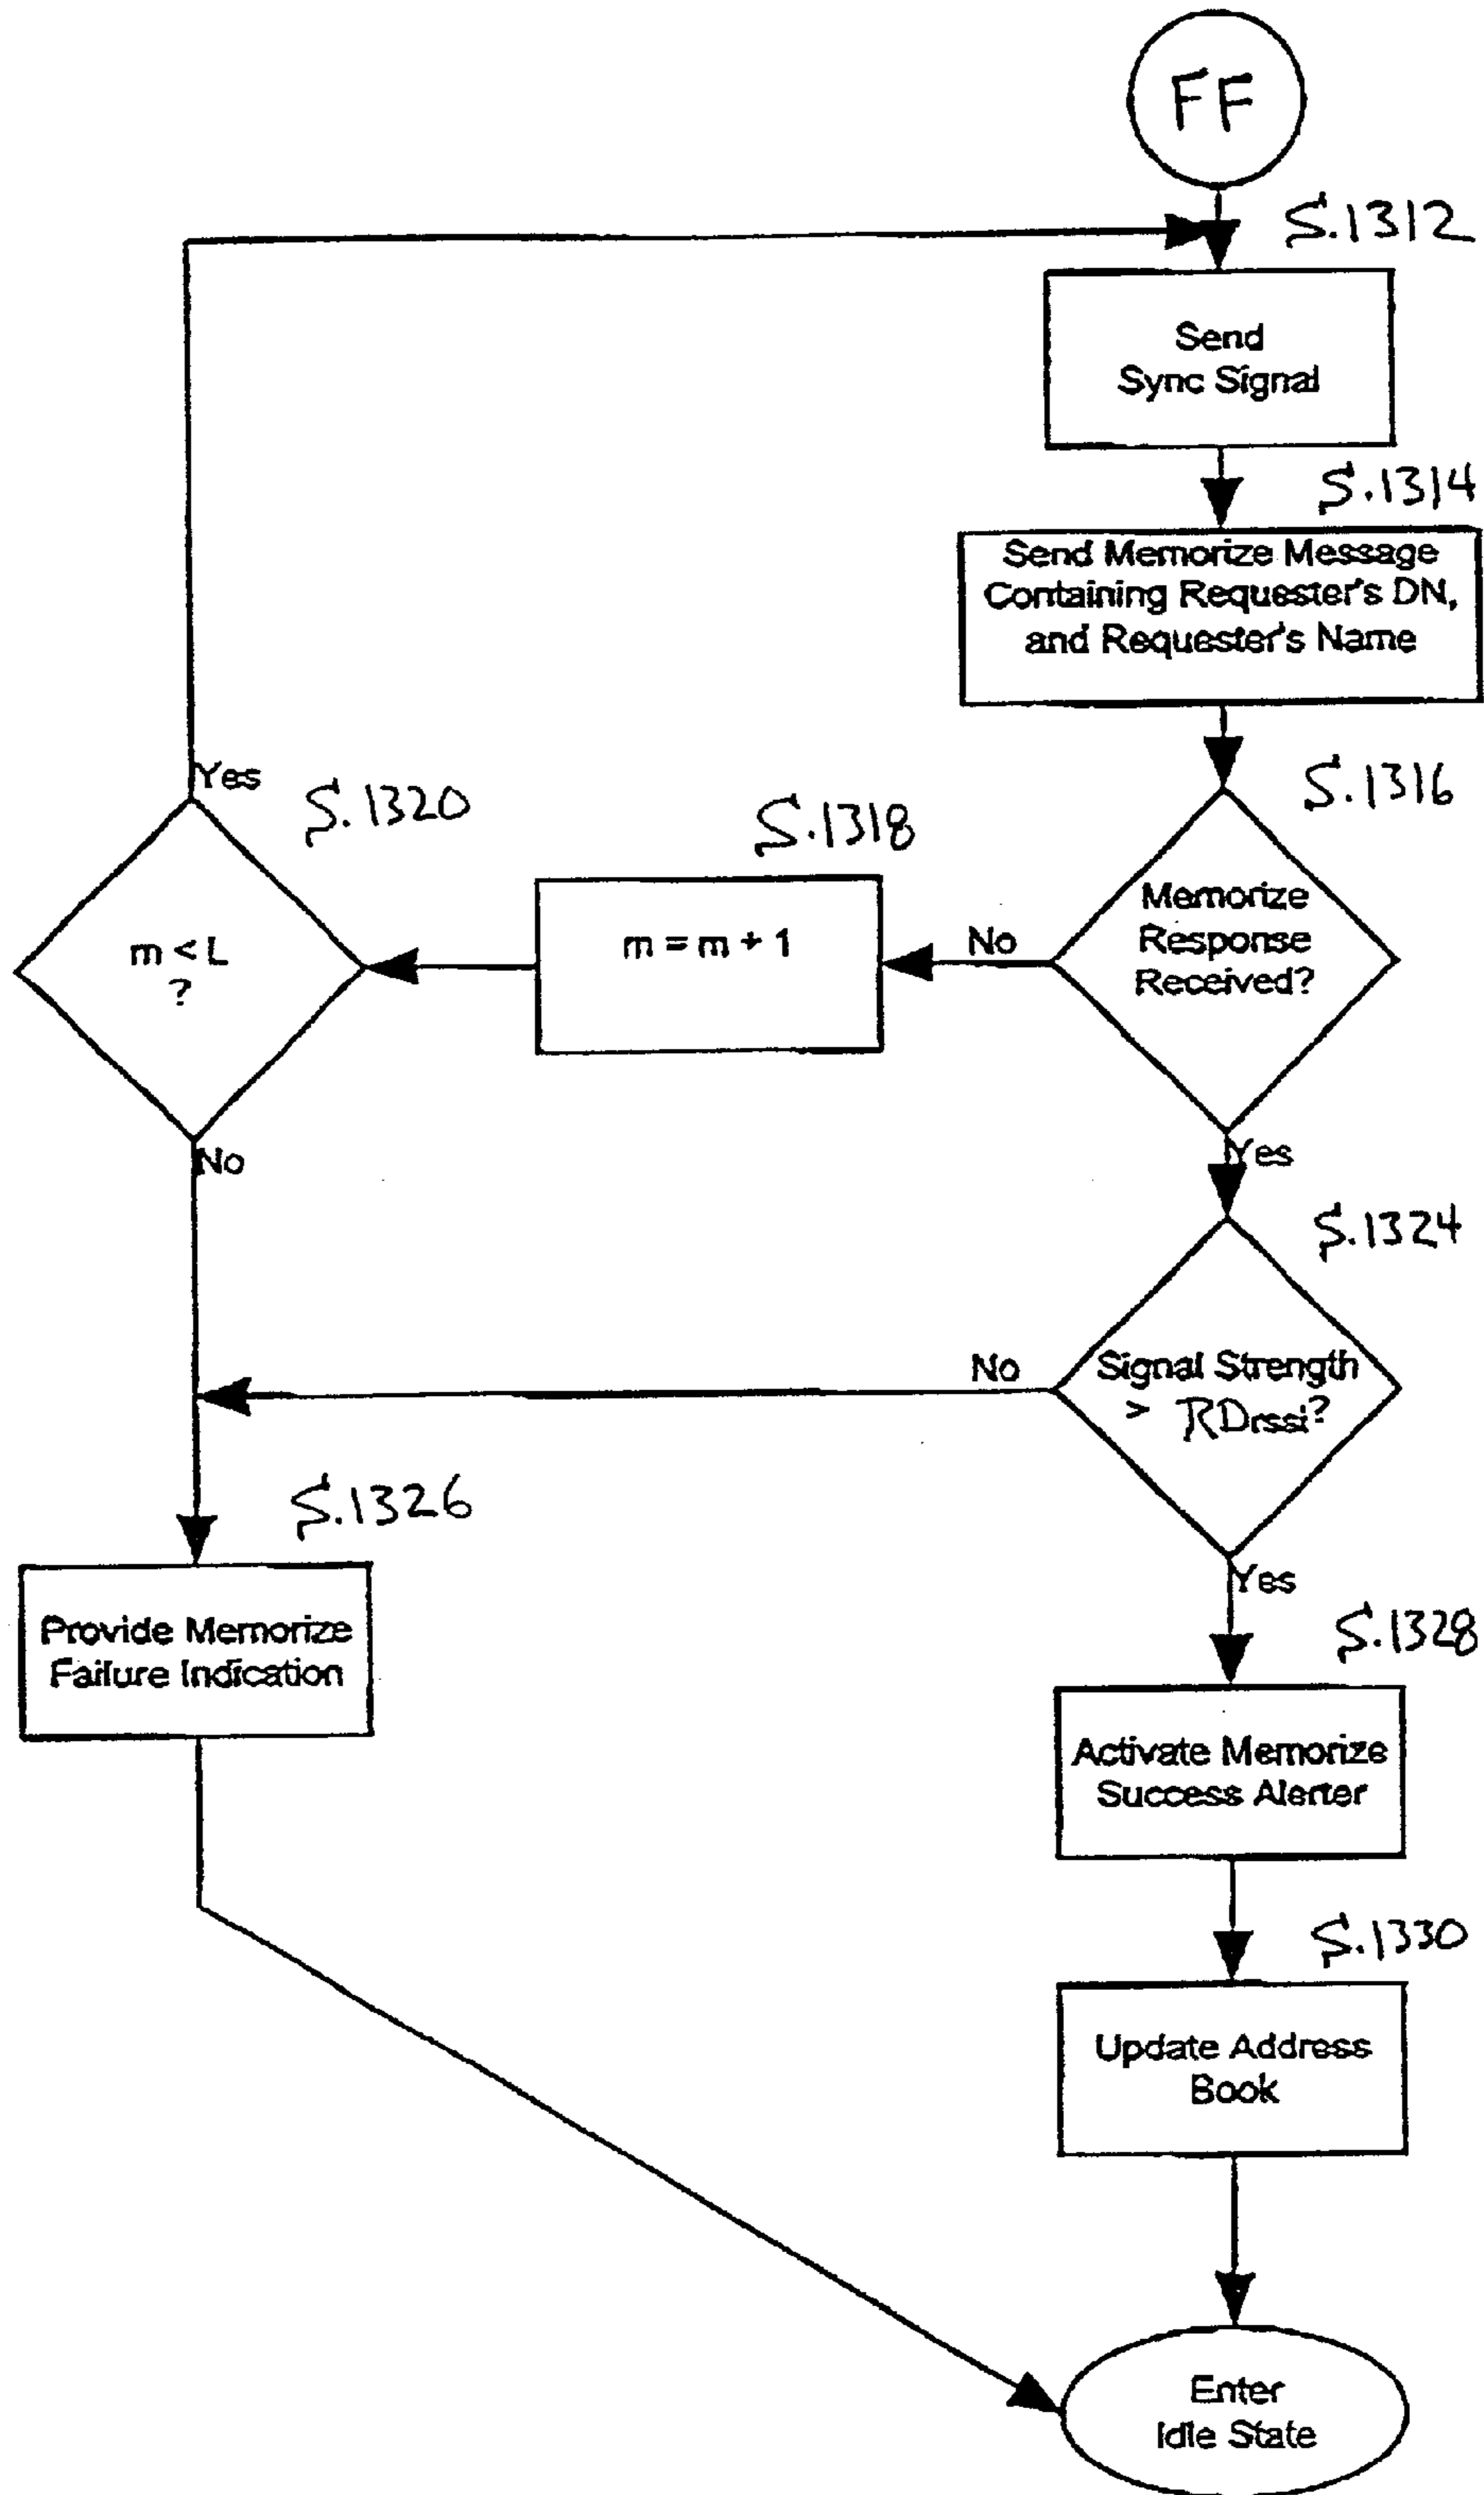 FF
S.1312
Send
Sync Signal
S.1314
Send Memorize Message
Containing Requester's DN,
and Requester's Name
Yes
S.1320
S.1318
S.1316
m < L
?
m = m + 1
No
Memorize
Response
Received?
No
Yes
S.1324
No
Signal Strength
> RDrssi?
S.1326
Yes
Provide Memorize
Failure Indication
S.1328
Activate Memorize
Success Alerter
S.1330
Update Address
Book
Enter
Idle State